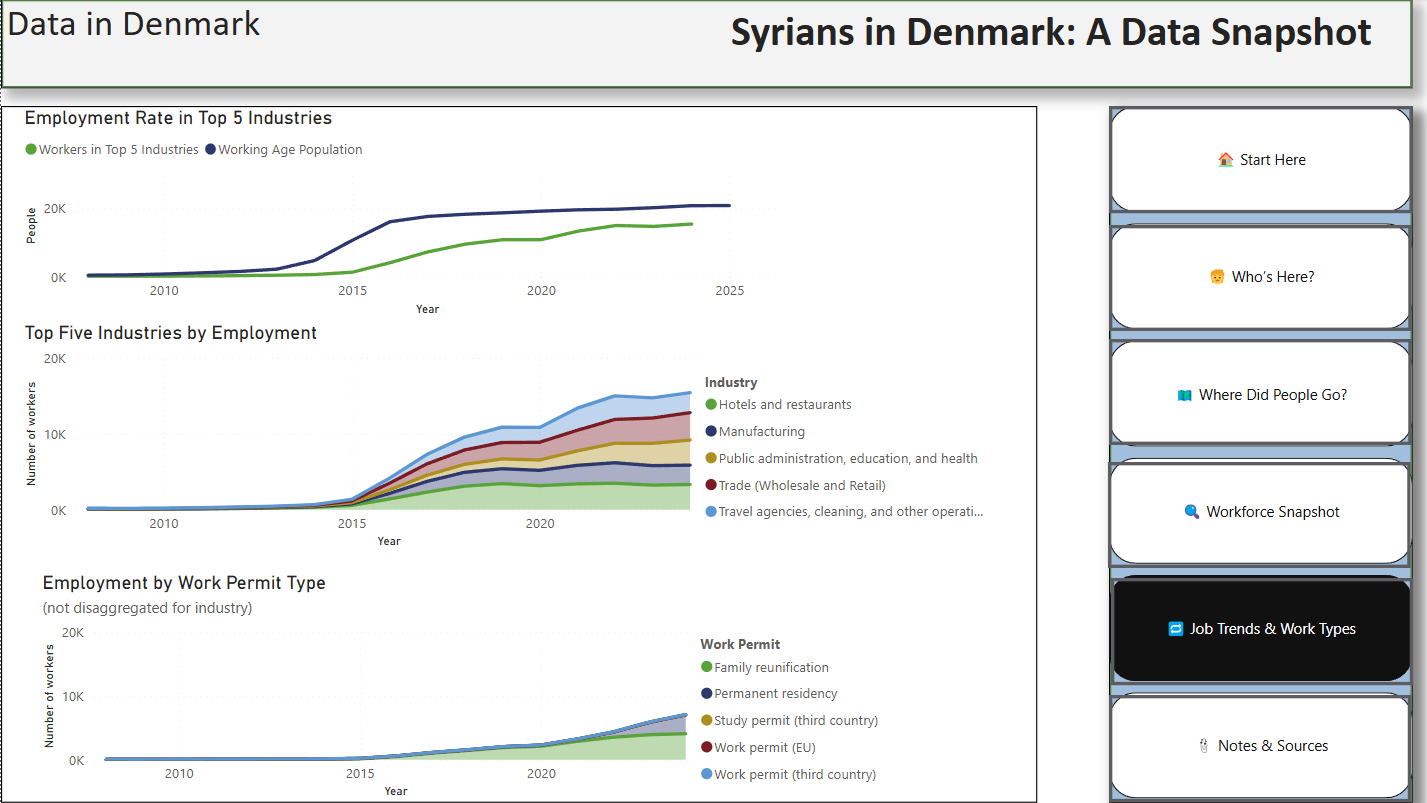 Data in Denmark
Syrians in Denmark: A Data Snapshot
Employment Rate in Top 5 Industries
Workers in Top 5 Industries Working Age Population
People
20K
0K
2010 2015 2020 2025
Year
Top Five Industries by Employment
Number of workers
20K
10K
0K
2010 2015 2020
Year
Industry
Hotels and restaurants
Manufacturing
Public administration, education, and health
Trade (Wholesale and Retail)
Travel agencies, cleaning, and other operati...
Employment by Work Permit Type
(not disaggregated for industry)
Number of workers
20K
10K
0K
2010 2015 2020
Year
Work Permit
Family reunification
Permanent residency
Study permit (third country)
Work permit (EU)
Work permit (third country)
Start Here
Who's Here?
Where Did People Go?
Workforce Snapshot
Job Trends & Work Types
Notes & Sources